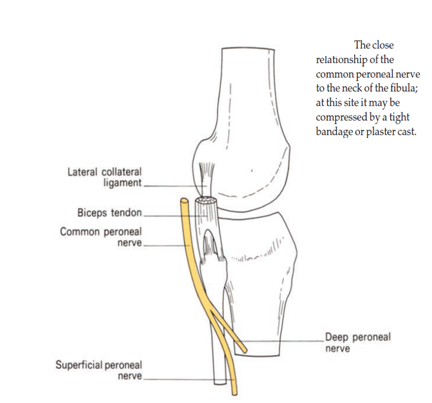 The close
relationship of the
common peroneal nerve
to the neck of the fibula;
at this site it may be
compressed by a tight
bandage or plaster cast.
Lateral collateral
ligament
Biceps tendon
Common peroneal
nerve
Deep peroneal
nerve
Superficial peroneal
nerve